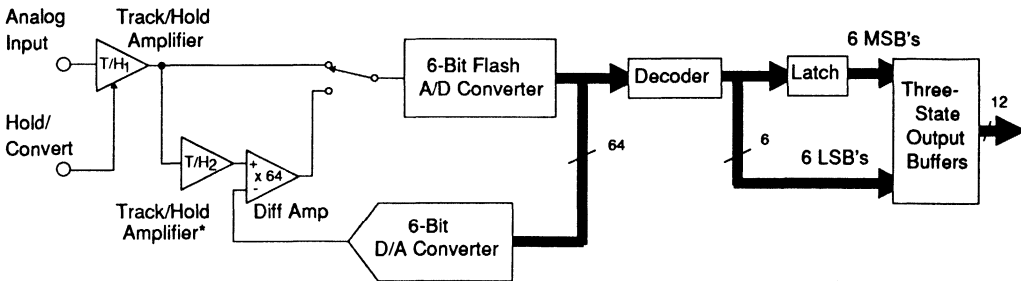 Analog
Input
Track/Hold
Amplifier
T/H1
Hold/
Convert
T/H2
+
-
x 64
Diff Amp
Track/Hold
Amplifier*
6-Bit Flash
A/D Converter
6-Bit
D/A Converter
64
Decoder
6
Latch
6 MSB's
6 LSB's
Three-
State
Output
Buffers
12